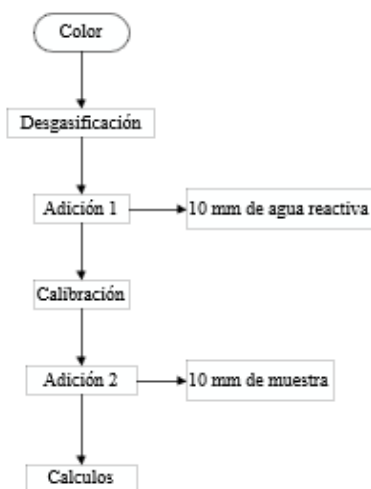 Color
Desgasificación
Adición 1
10 mm de agua reactiva
Calibración
Adición 2
10 mm de muestra
Calculos